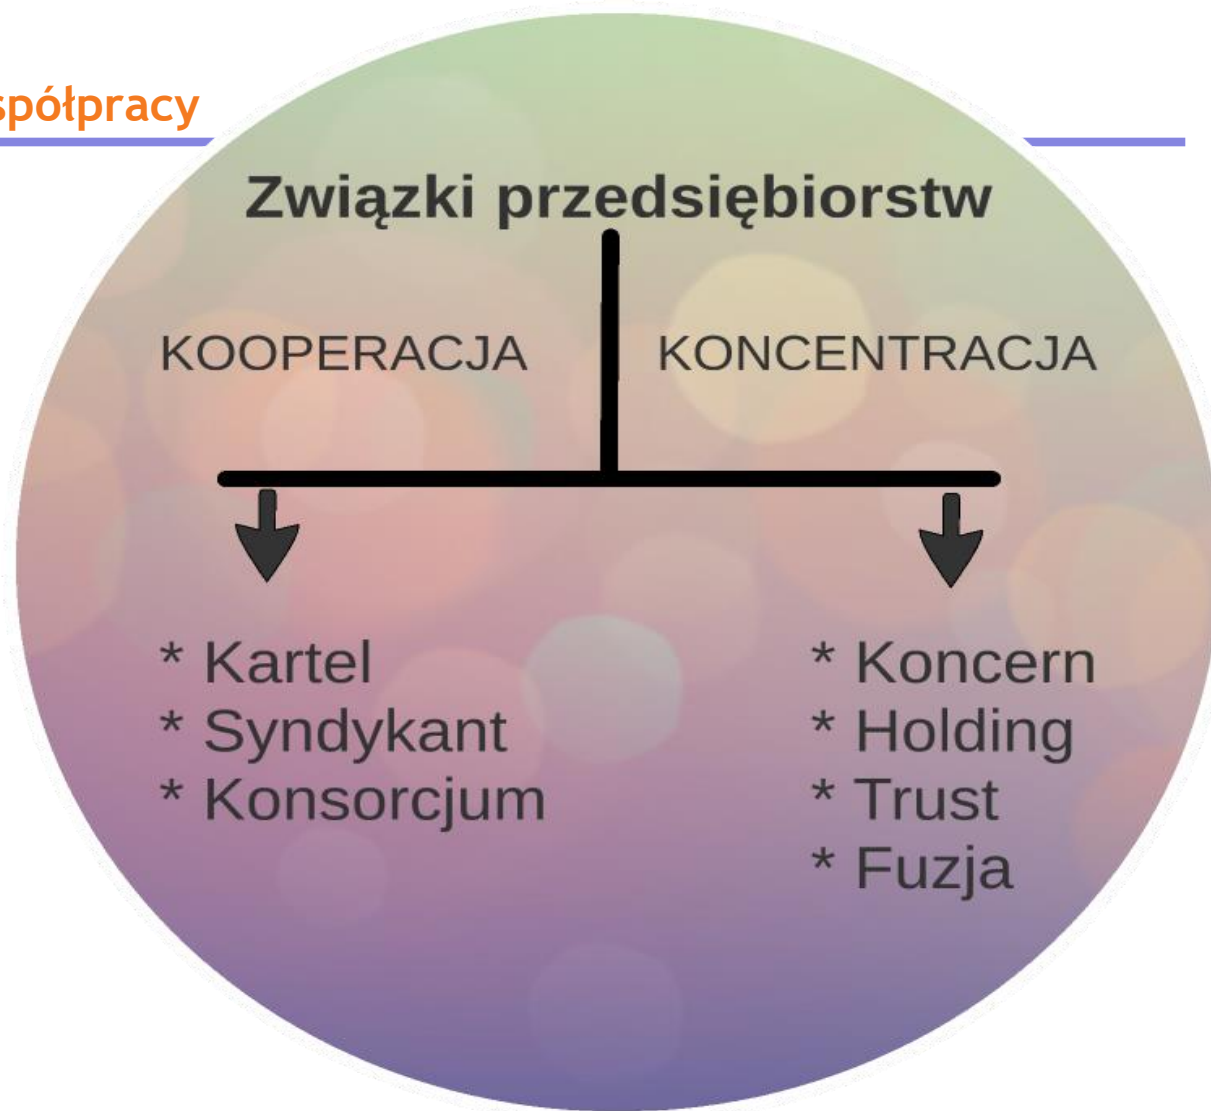 spółpracy
Związki przedsiębiorstw
KOOPERACJA
KONCENTRACJA
* Kartel
* Syndykant
* Konsorcjum
* Koncern
* Holding
* Trust
* Fuzja